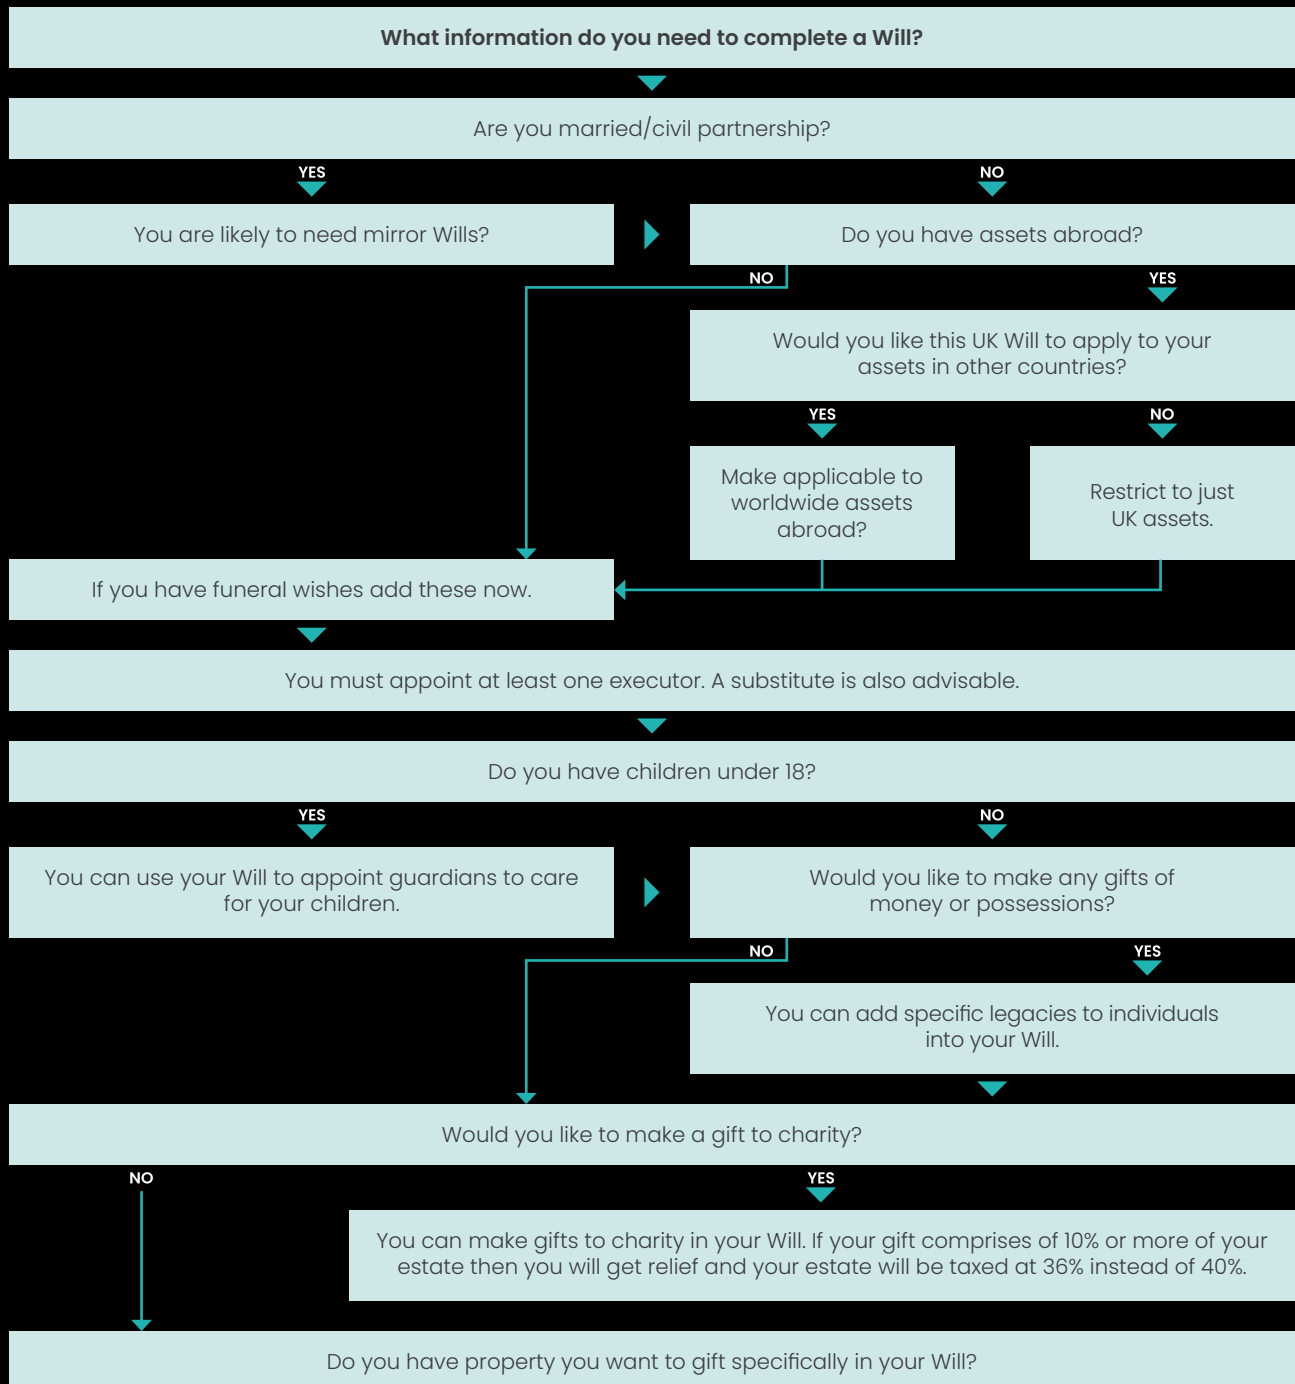 What information do you need to complete a Will?
Are you married/civil partnership?
YES
NO
You are likely to need mirror Wills?
Do you have assets abroad?
NO
YES
Would you like this UK Will to apply to your
assets in other countries?
YES
NO
Make applicable to
worldwide assets
abroad?
Restrict to just
UK assets.
If you have funeral wishes add these now.
You must appoint at least one executor. A substitute is also advisable.
Do you have children under 18?
YES
NO
You can use your Will to appoint guardians to care
for your children.
Would you like to make any gifts of
money or possessions?
NO
YES
You can add specific legacies to individuals
into your Will.
Would you like to make a gift to charity?
NO
YES
You can make gifts to charity in your Will. If your gift comprises of 10% or more of your
estate then you will get relief and your estate will be taxed at 36% instead of 40%.
Do you have property you want to gift specifically in your Will?